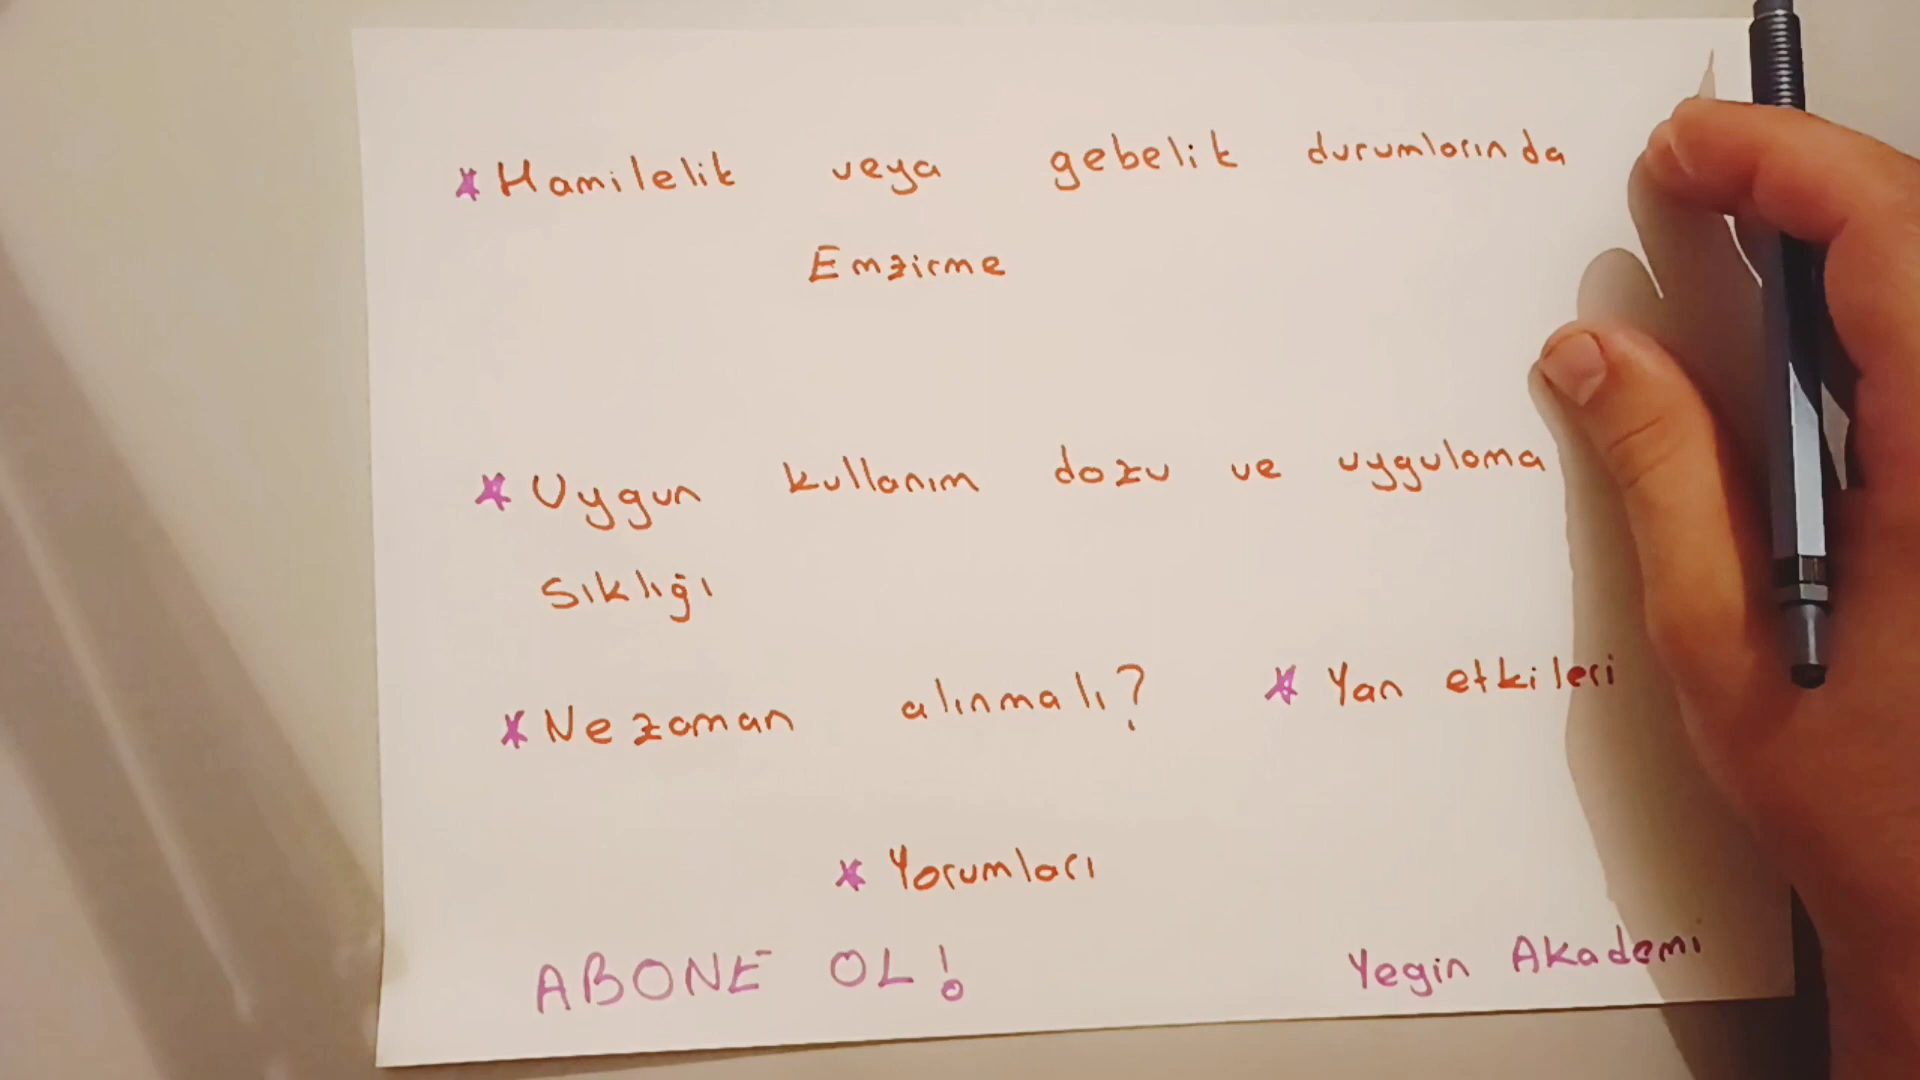 * Hamilelik veya gebelik durumlarında
Emzirme
* Uygun kullanım dozu ve uygulama
Sıklığı
* Ne zaman alınmalı? * Yan etkileri
* Yorumları
ABONE OL! Yegin Akademi